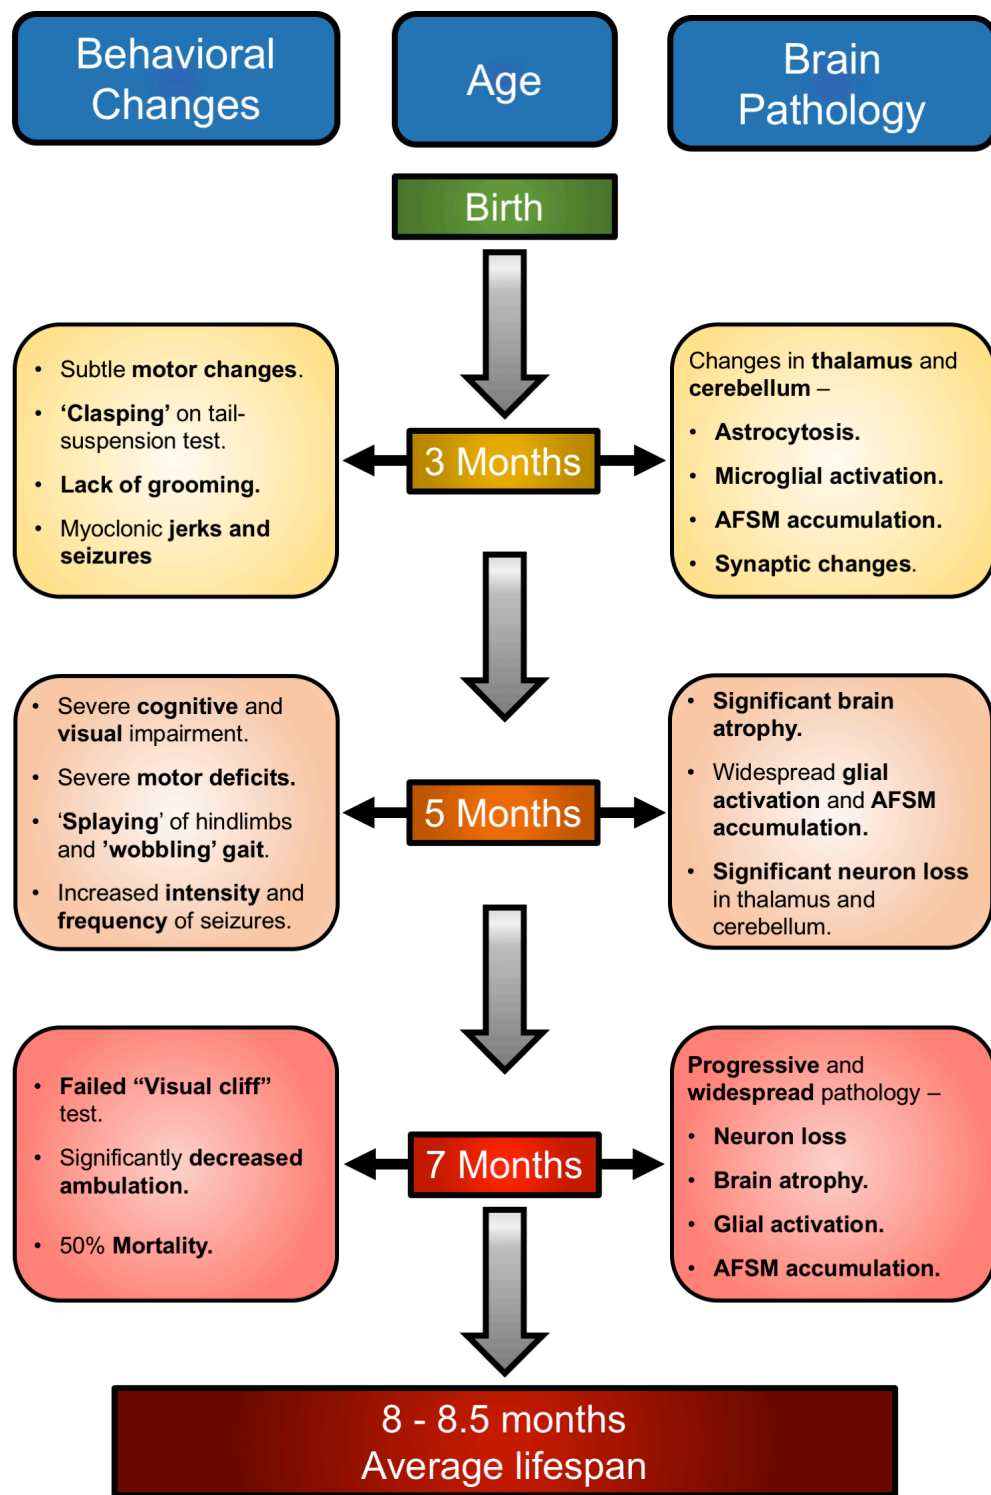 Behavioral
Changes
Age
Brain
Pathology
Birth
• Subtle motor changes.
• ‘Clasping’ on tail-
suspension test.
• Lack of grooming.
• Myoclonic jerks and
seizures
3 Months
Changes in thalamus and
cerebellum –
• Astrocytosis.
• Microglial activation.
• AFSM accumulation.
• Synaptic changes.
• Severe cognitive and
visual impairment.
• Severe motor deficits.
• ‘Splaying’ of hindlimbs
and ’wobbling’ gait.
• Increased intensity and
frequency of seizures.
5 Months
• Significant brain
atrophy.
• Widespread glial
activation and AFSM
accumulation.
• Significant neuron loss
in thalamus and
cerebellum.
• Failed “Visual cliff”
test.
• Significantly decreased
ambulation.
• 50% Mortality.
7 Months
Progressive and
widespread pathology –
• Neuron loss
• Brain atrophy.
• Glial activation.
• AFSM accumulation.
8 - 8.5 months
Average lifespan